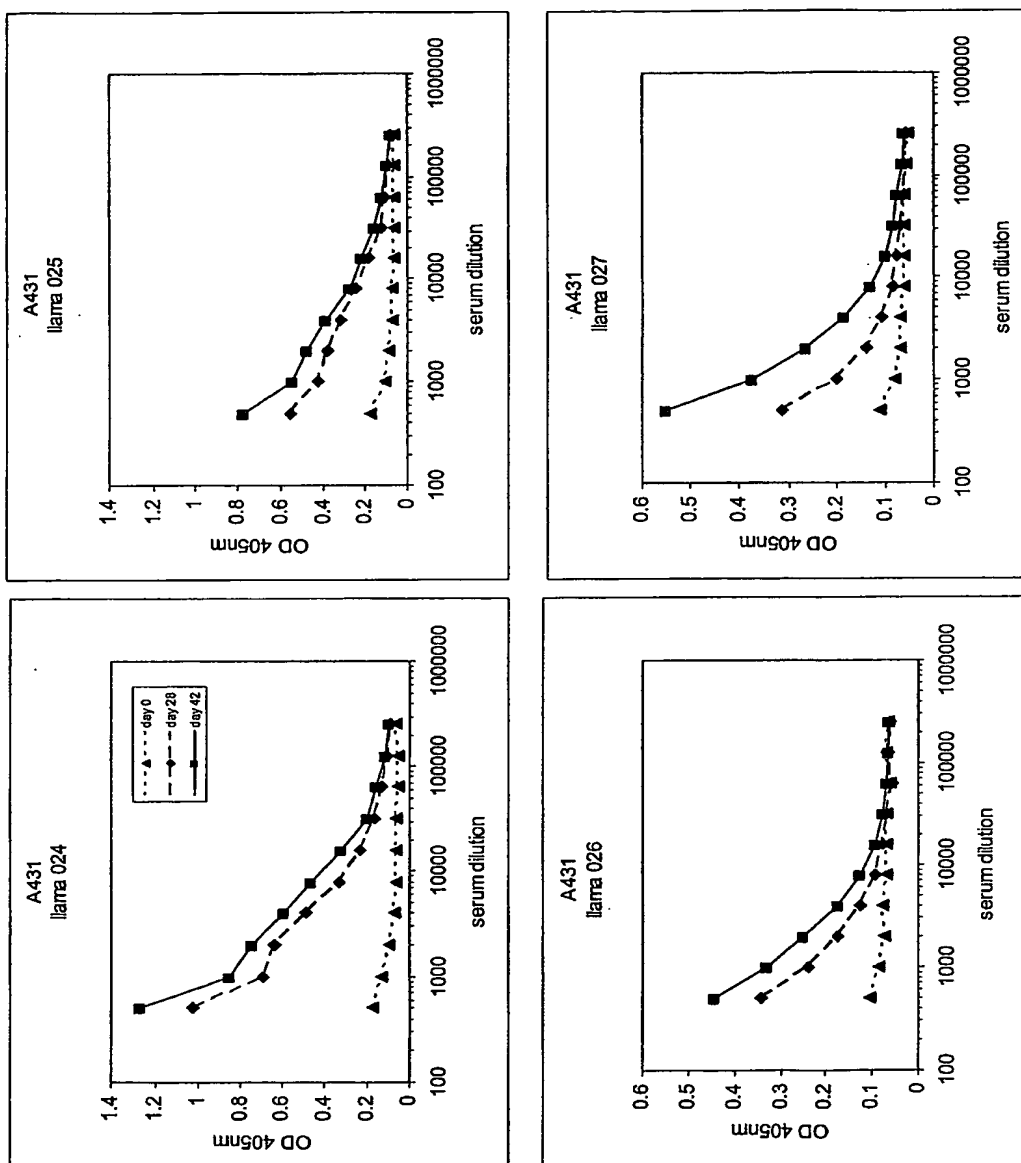 A431
llama 024
OD 405nm
1.4
1.2
1
0.8
0.6
0.4
0.2
0
100
1000
10000
100000
1000000
serum dilution
day 0
day 28
day 42
A431
llama 025
OD 405nm
1.4
1.2
1
0.8
0.6
0.4
0.2
0
100
1000
10000
100000
1000000
serum dilution
A431
llama 026
OD 405nm
0.6
0.5
0.4
0.3
0.2
0.1
0
100
1000
10000
100000
1000000
serum dilution
A431
llama 027
OD 405nm
0.6
0.5
0.4
0.3
0.2
0.1
0
100
1000
10000
100000
1000000
serum dilution